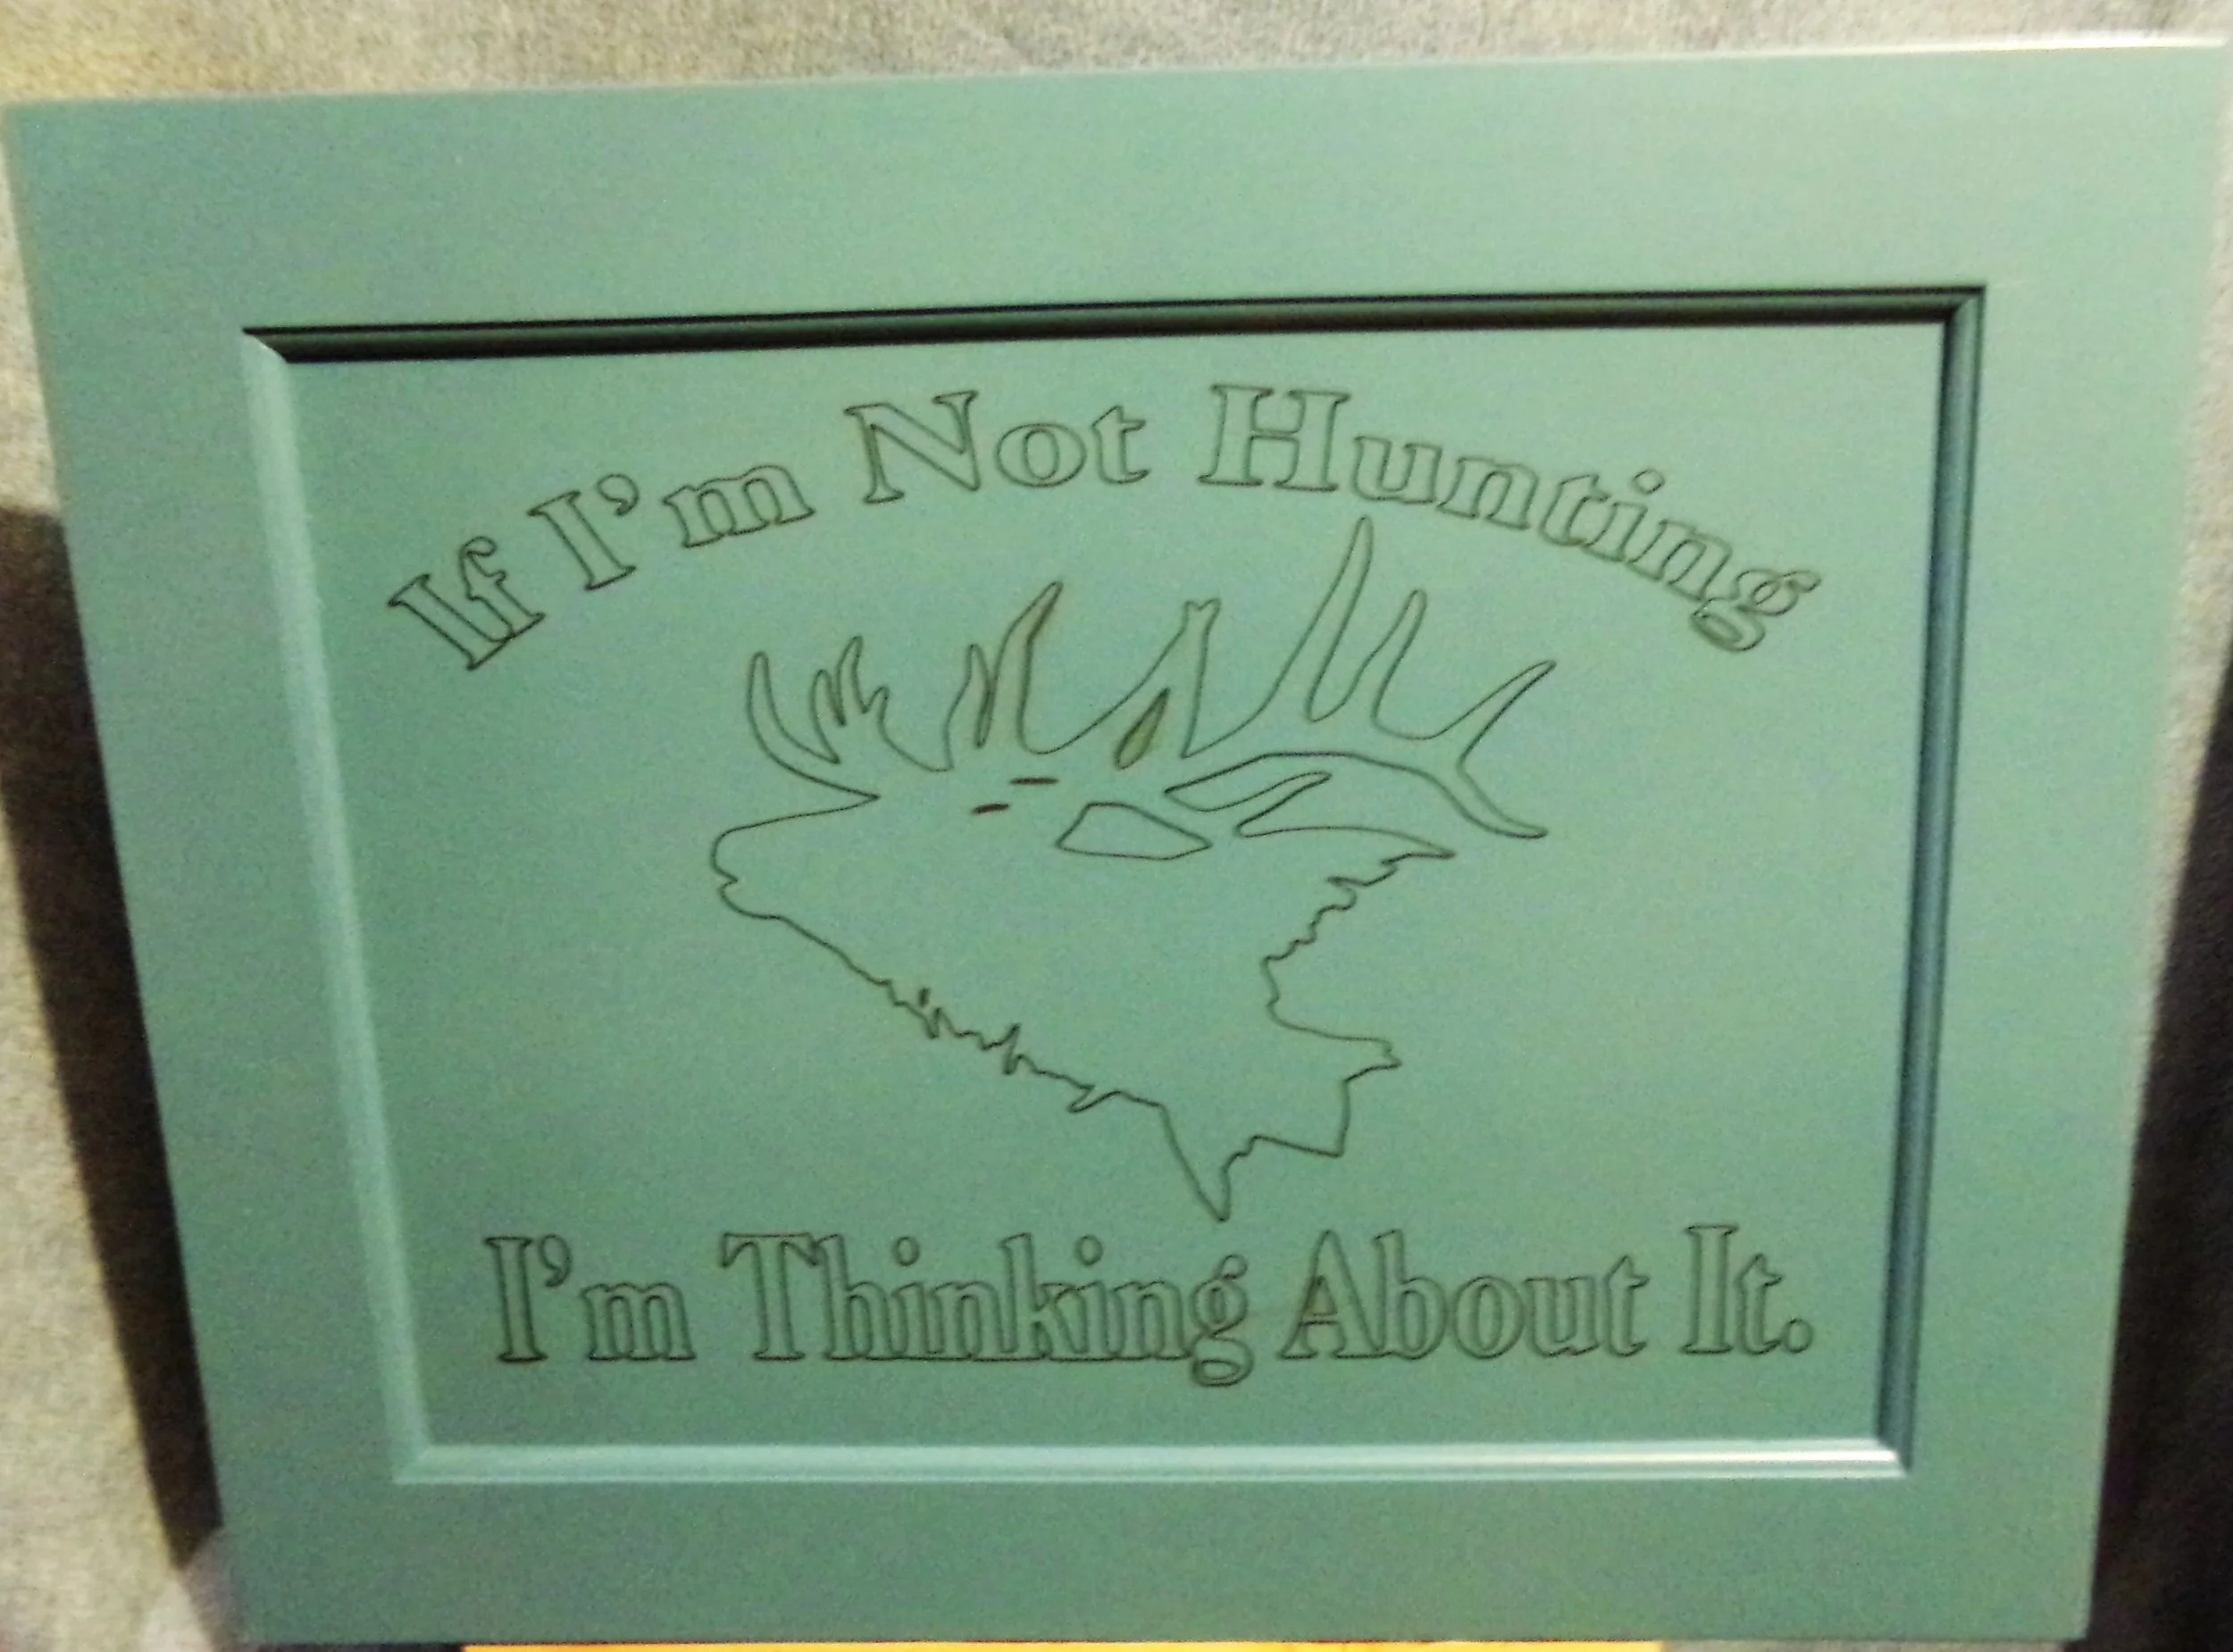 If I'm Not Hunting
I'm Thinking About It.